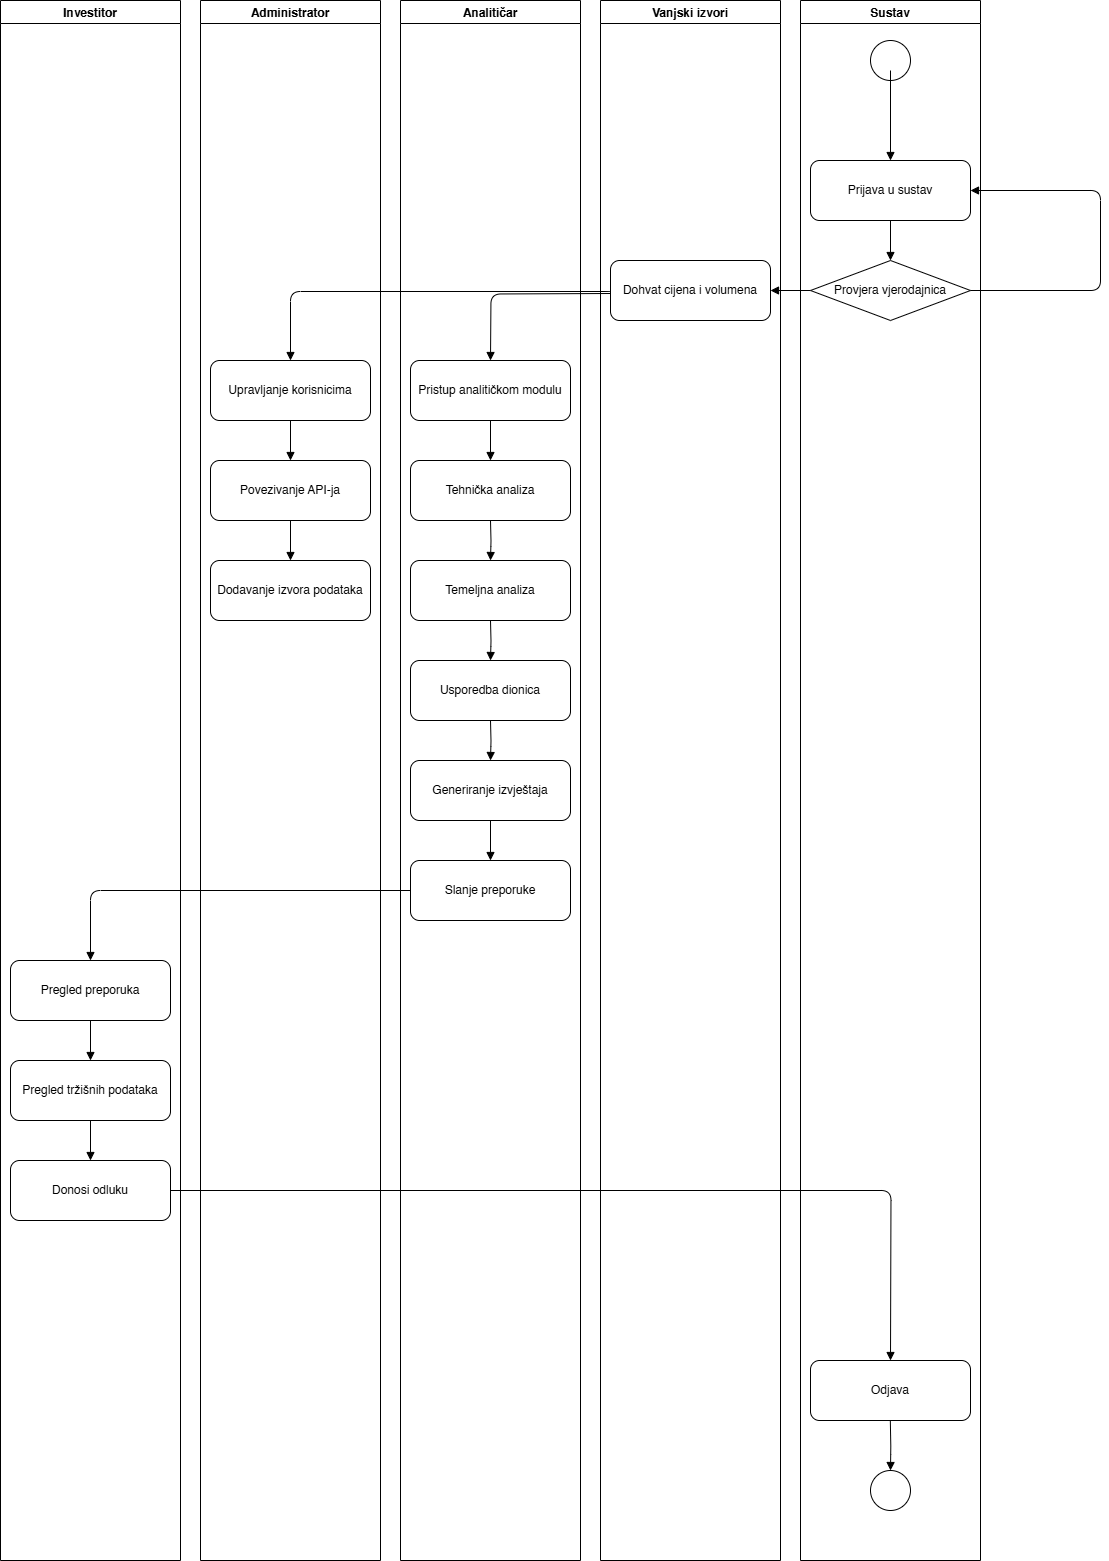 Investitor
Administrator
Analitičar
Vanjski izvori
Sustav
Prijava u sustav
Dohvat cijena i volumena
Provjera vjerodajnica
Upravljanje korisnicima
Pristup analitičkom modulu
Povezivanje API-ja
Tehnička analiza
Dodavanje izvora podataka
Temeljna analiza
Usporedba dionica
Generiranje izvještaja
Slanje preporuke
Pregled preporuka
Pregled tržišnih podataka
Donosi odluku
Odjava